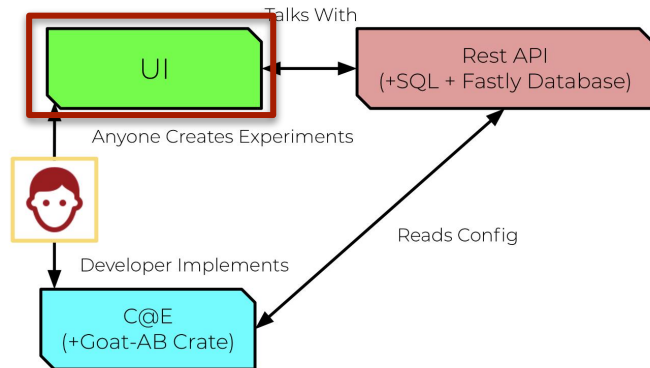 Talks With
UI
Rest API
(+SQL + Fastly Database)
Anyone Creates Experiments
Reads Config
Developer Implements
C@E
(+Goat-AB Crate)